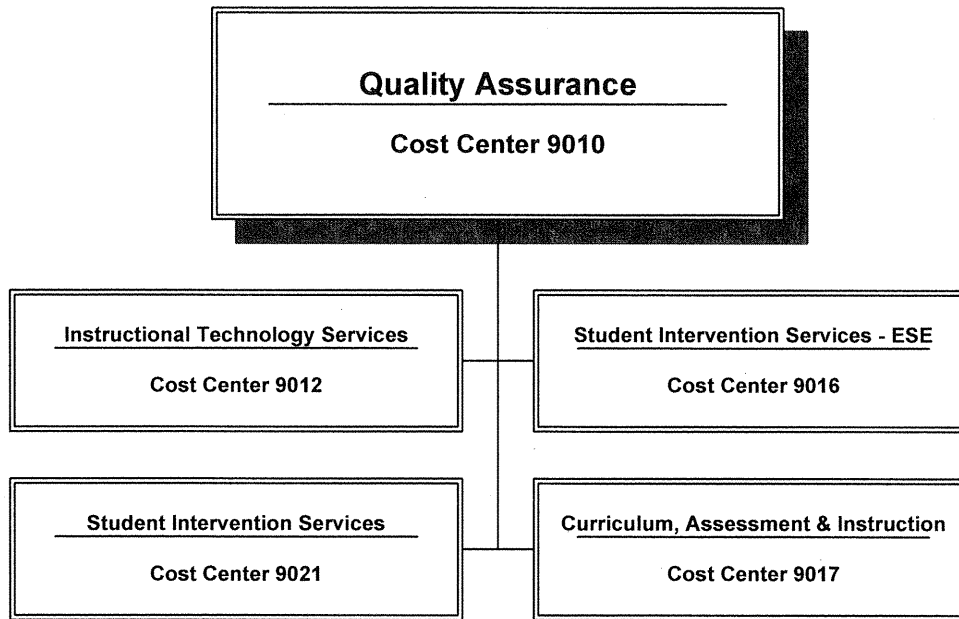 Quality Assurance
Cost Center 9010
Instructional Technology Services
Cost Center 9012
Student Intervention Services - ESE
Cost Center 9016
Student Intervention Services
Cost Center 9021
Curriculum, Assessment & Instruction
Cost Center 9017